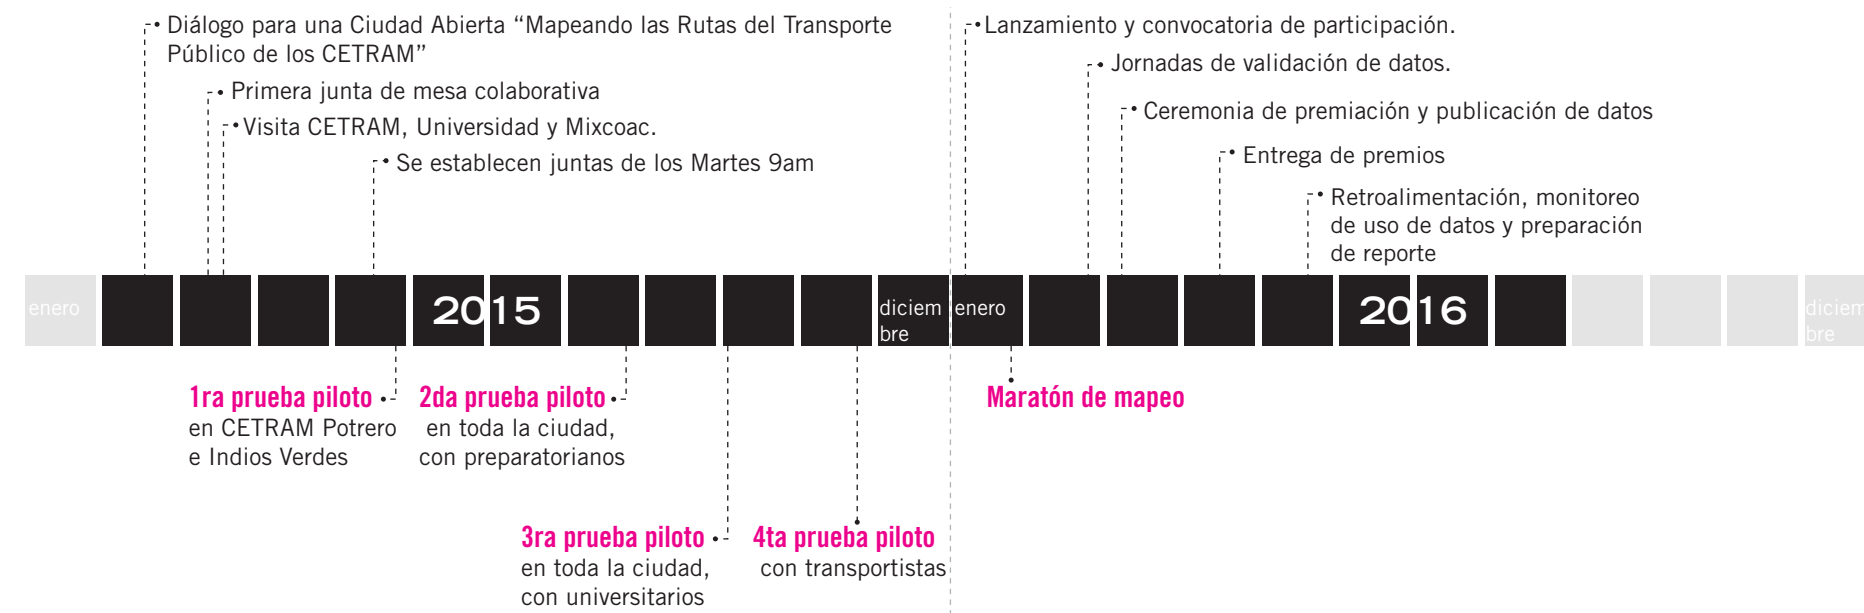 Diálogo para una Ciudad Abierta “Mapeando las Rutas del Transporte
Público de los CETRAM”
Primera junta de mesa colaborativa
Visita CETRAM, Universidad y Mixcoac.
Se establecen juntas de los Martes 9am
Lanzamiento y convocatoria de participación.
Jornadas de validación de datos.
Ceremonia de premiación y publicación de datos
Entrega de premios
Retroalimentación, monitoreo
de uso de datos y preparación
de reporte
enero
2015
diciem
bre
enero
2016
diciem
bre
1ra prueba piloto
en CETRAM Potrero
e Indios Verdes
2da prueba piloto
en toda la ciudad,
con preparatorianos
3ra prueba piloto
en toda la ciudad,
con universitarios
4ta prueba piloto
con transportistas
Maratón de mapeo